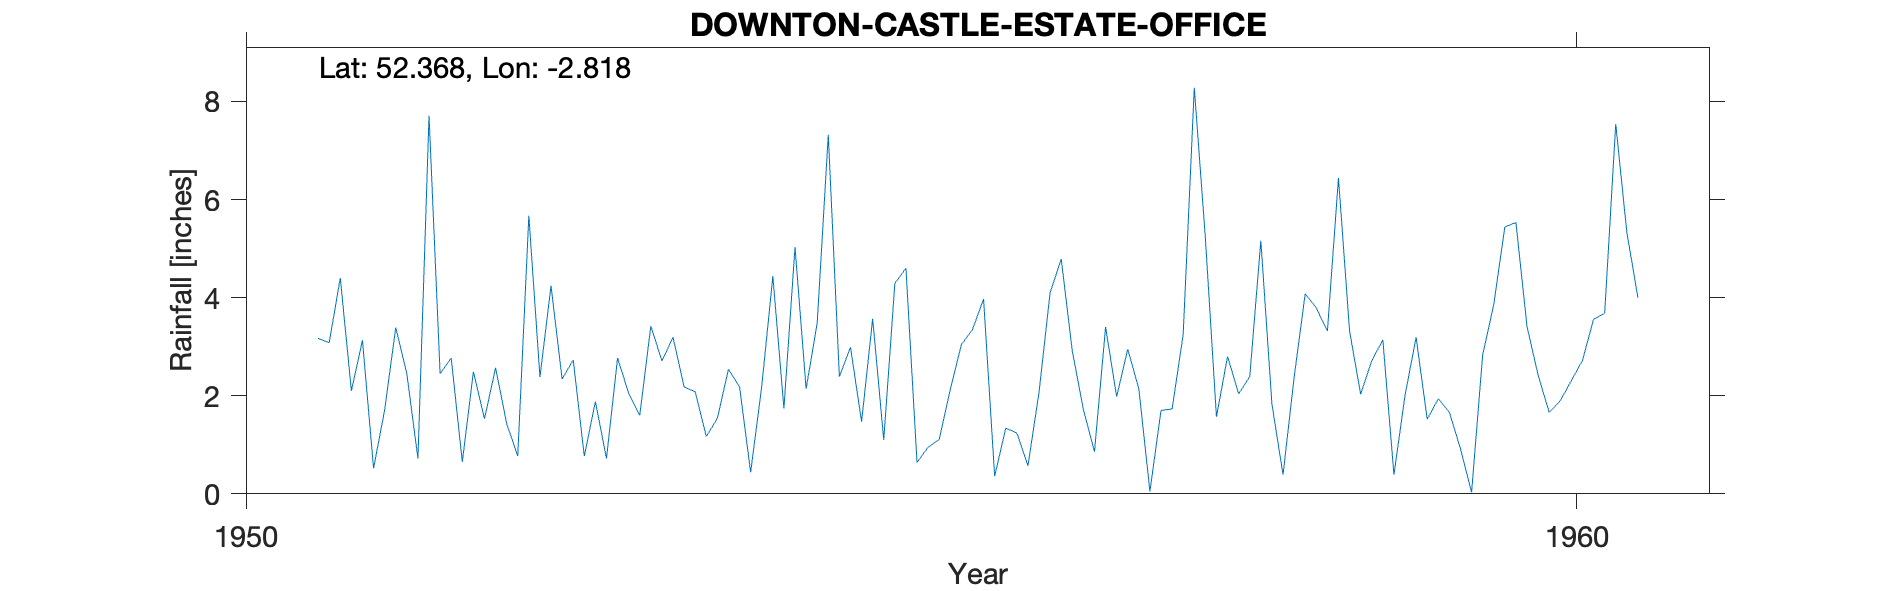 DOWNTON-CASTLE-ESTATE-OFFICE
Lat: 52.368, Lon: -2.818
8
6
4
2
0
Rainfall [inches]
1950
1960
Year